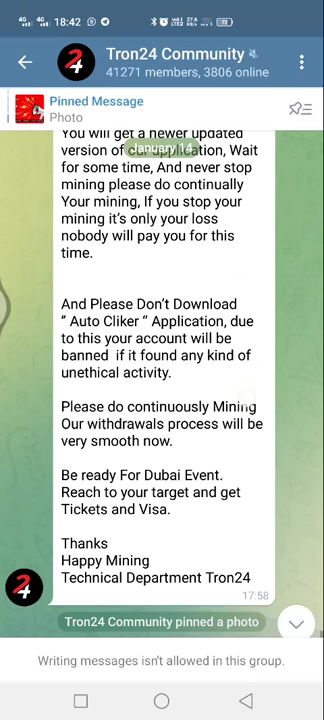 18:42
Tron24 Community
41271 members, 3806 online
Pinned Message
Photo
You will get a newer updated
January 14
version of our application, Wait
for some time, And never stop
mining please do continually
Your mining, If you stop your
mining it's only your loss
nobody will pay you for this
time.
And Please Don't Download
" Auto Cliker " Application, due
to this your account will be
banned if it found any kind of
unethical activity.
Please do continuously Mining
Our withdrawals process will be
very smooth now.
Be ready For Dubai Event.
Reach to your target and get
Tickets and Visa.
Thanks
Happy Mining
Technical Department Tron24
17:58
Tron24 Community pinned a photo
Writing messages isn't allowed in this group.